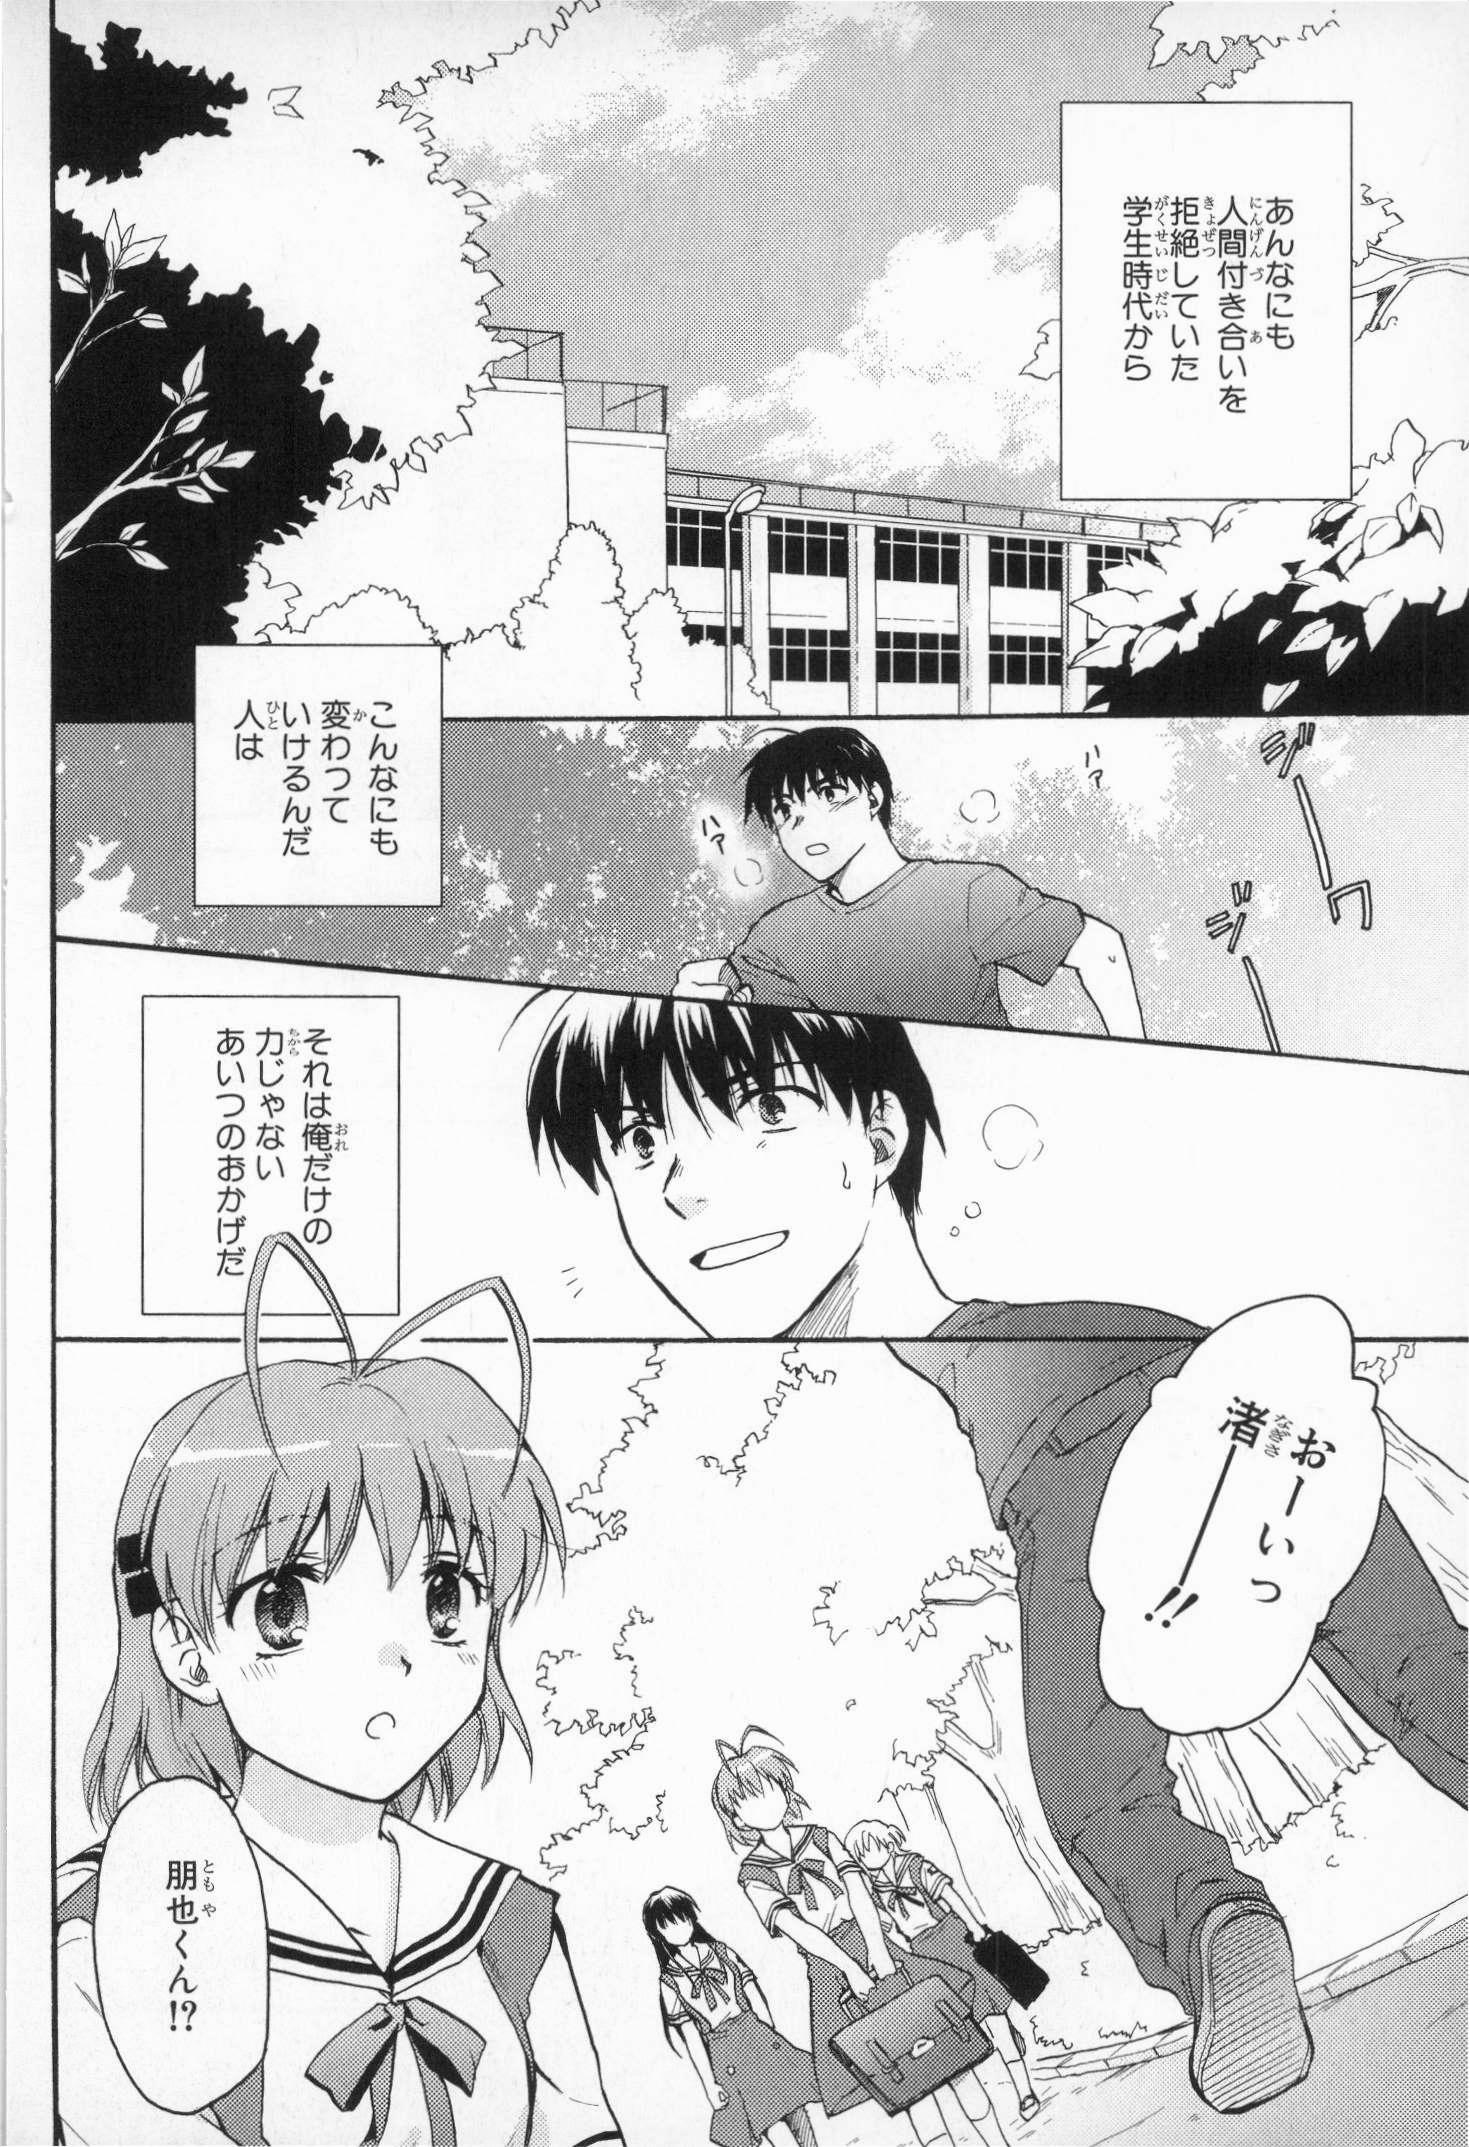 あんなにも
人間付き合いを
拒絶していた
学生時代から
こんなにも
変わって
いけるんだ
人は
ジー
ジーワ
ハァ
ハァ
それは俺だけの
力じゃない
あいつのおかげだ
おーいっ
渚――!!
朋也くん!?